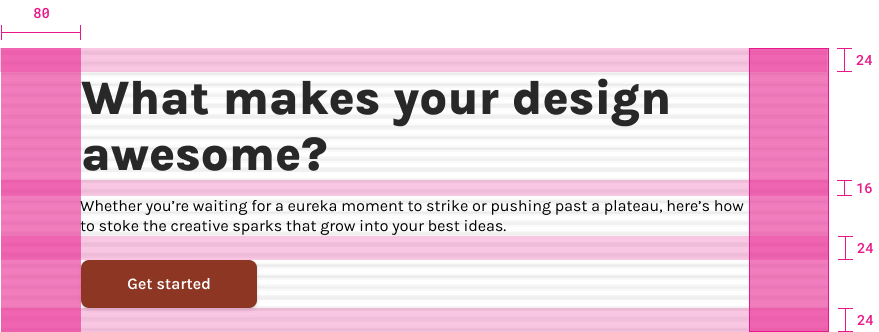 80
24
What makes your design
awesome?
16
Whether you’re waiting for a eureka moment to strike or pushing past a plateau, here’s how
to stoke the creative sparks that grow into your best ideas.
24
Get started
24